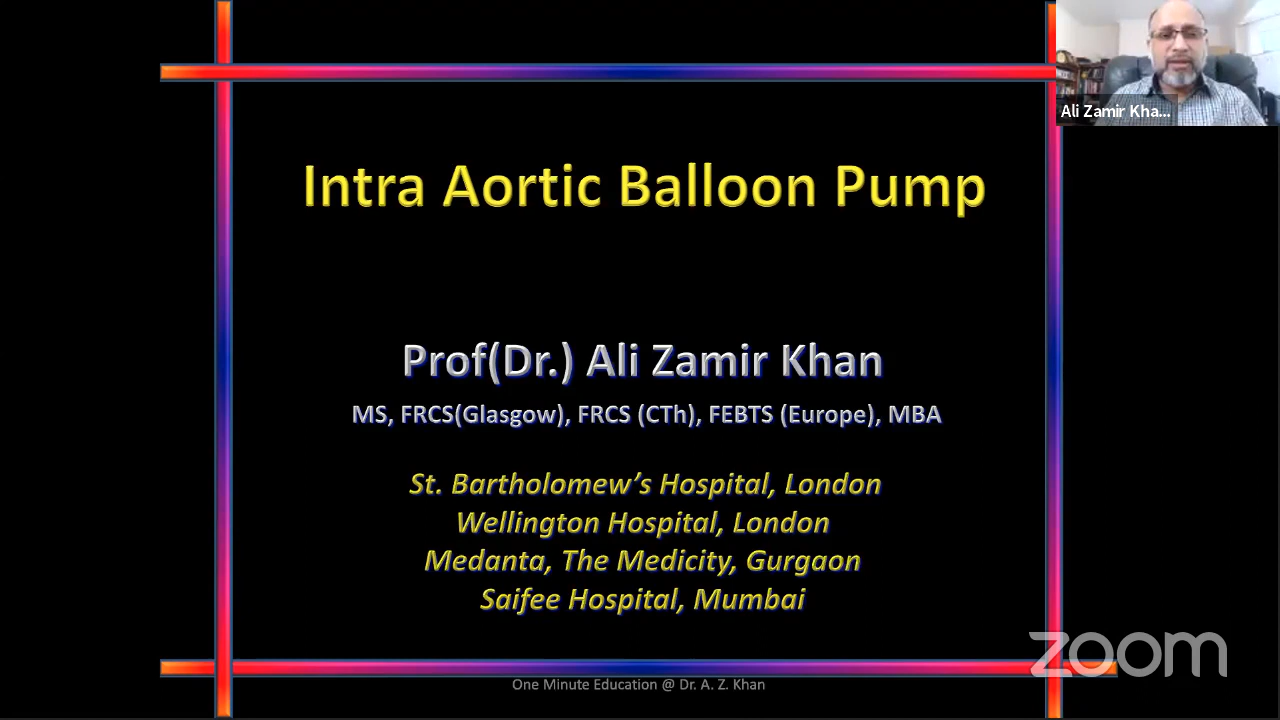 Ali Zamir Kha...
Intra Aortic Balloon Pump
Prof(Dr.) Ali Zamir Khan
MS, FRCS(Glasgow), FRCS (CTh), FEBTS (Europe), MBA
St. Bartholomew’s Hospital, London
Wellington Hospital, London
Medanta, The Medicity, Gurgaon
Saifee Hospital, Mumbai
zoom
One Minute Education @ Dr. A. Z. Khan